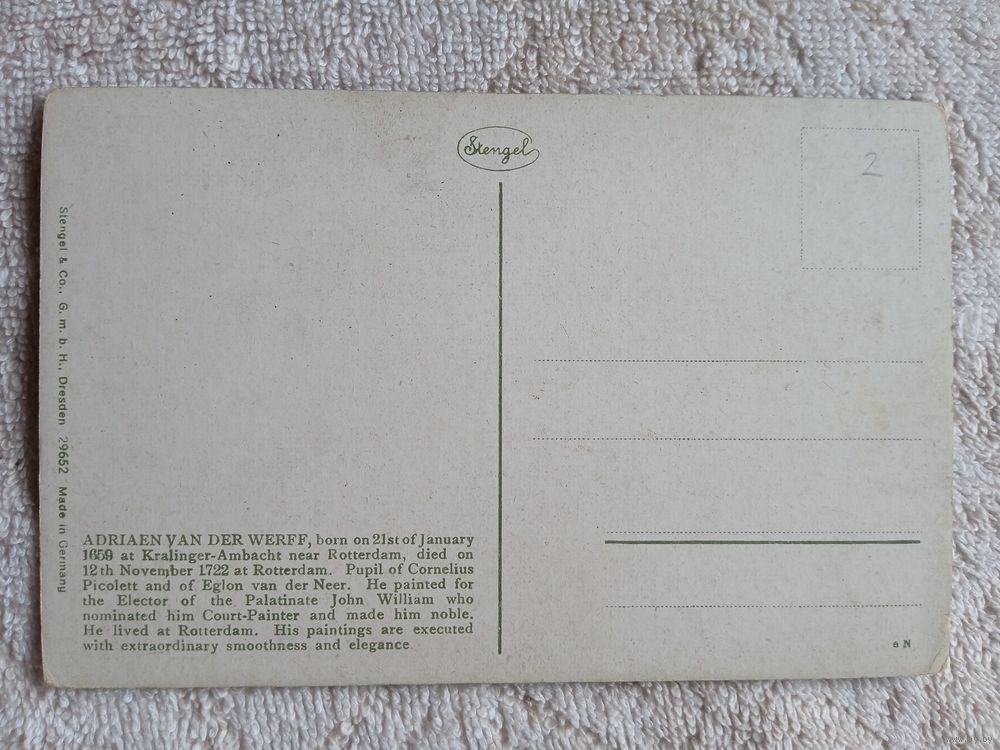 Stengel
2
Stengel & Co., G. m. b. H., Dresden 29652 Made in Germany
ADRIAEN VAN DER WERFF, born on 21st of January
1659 at Kralinger-Ambacht near Rotterdam, died on
12th November 1722 at Rotterdam. Pupil of Cornelius
Picolett and of Eglon van der Neer. He painted for
the Elector of the Palatinate John William who
nominated him Court-Painter and made him noble.
He lived at Rotterdam. His paintings are executed
with extraordinary smoothness and elegance
e N